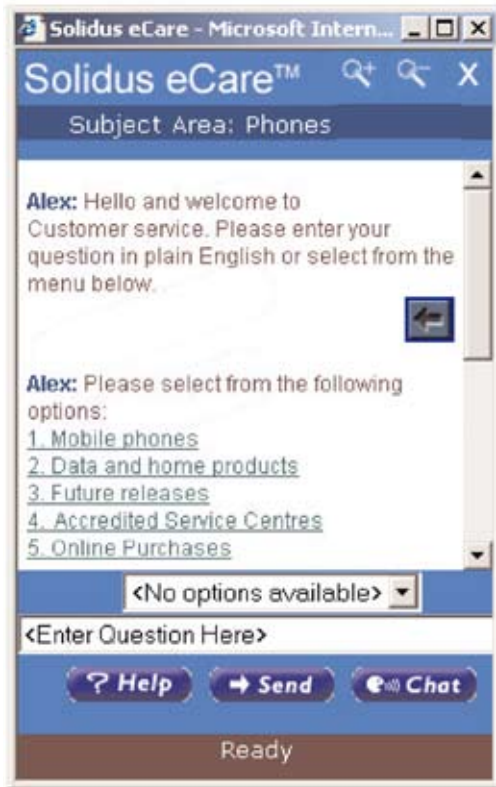 Solidus eCare - Microsoft Intern...
Solidus eCare™
Subject Area: Phones
Alex: Hello and welcome to
Customer service. Please enter your
question in plain English or select from the
menu below.
Alex: Please select from the following
options:
1. Mobile phones
2. Data and home products
3. Future releases
4. Accredited Service Centres
5. Online Purchases
<No options available>
<Enter Question Here>
? Help
Send
Chat
Ready